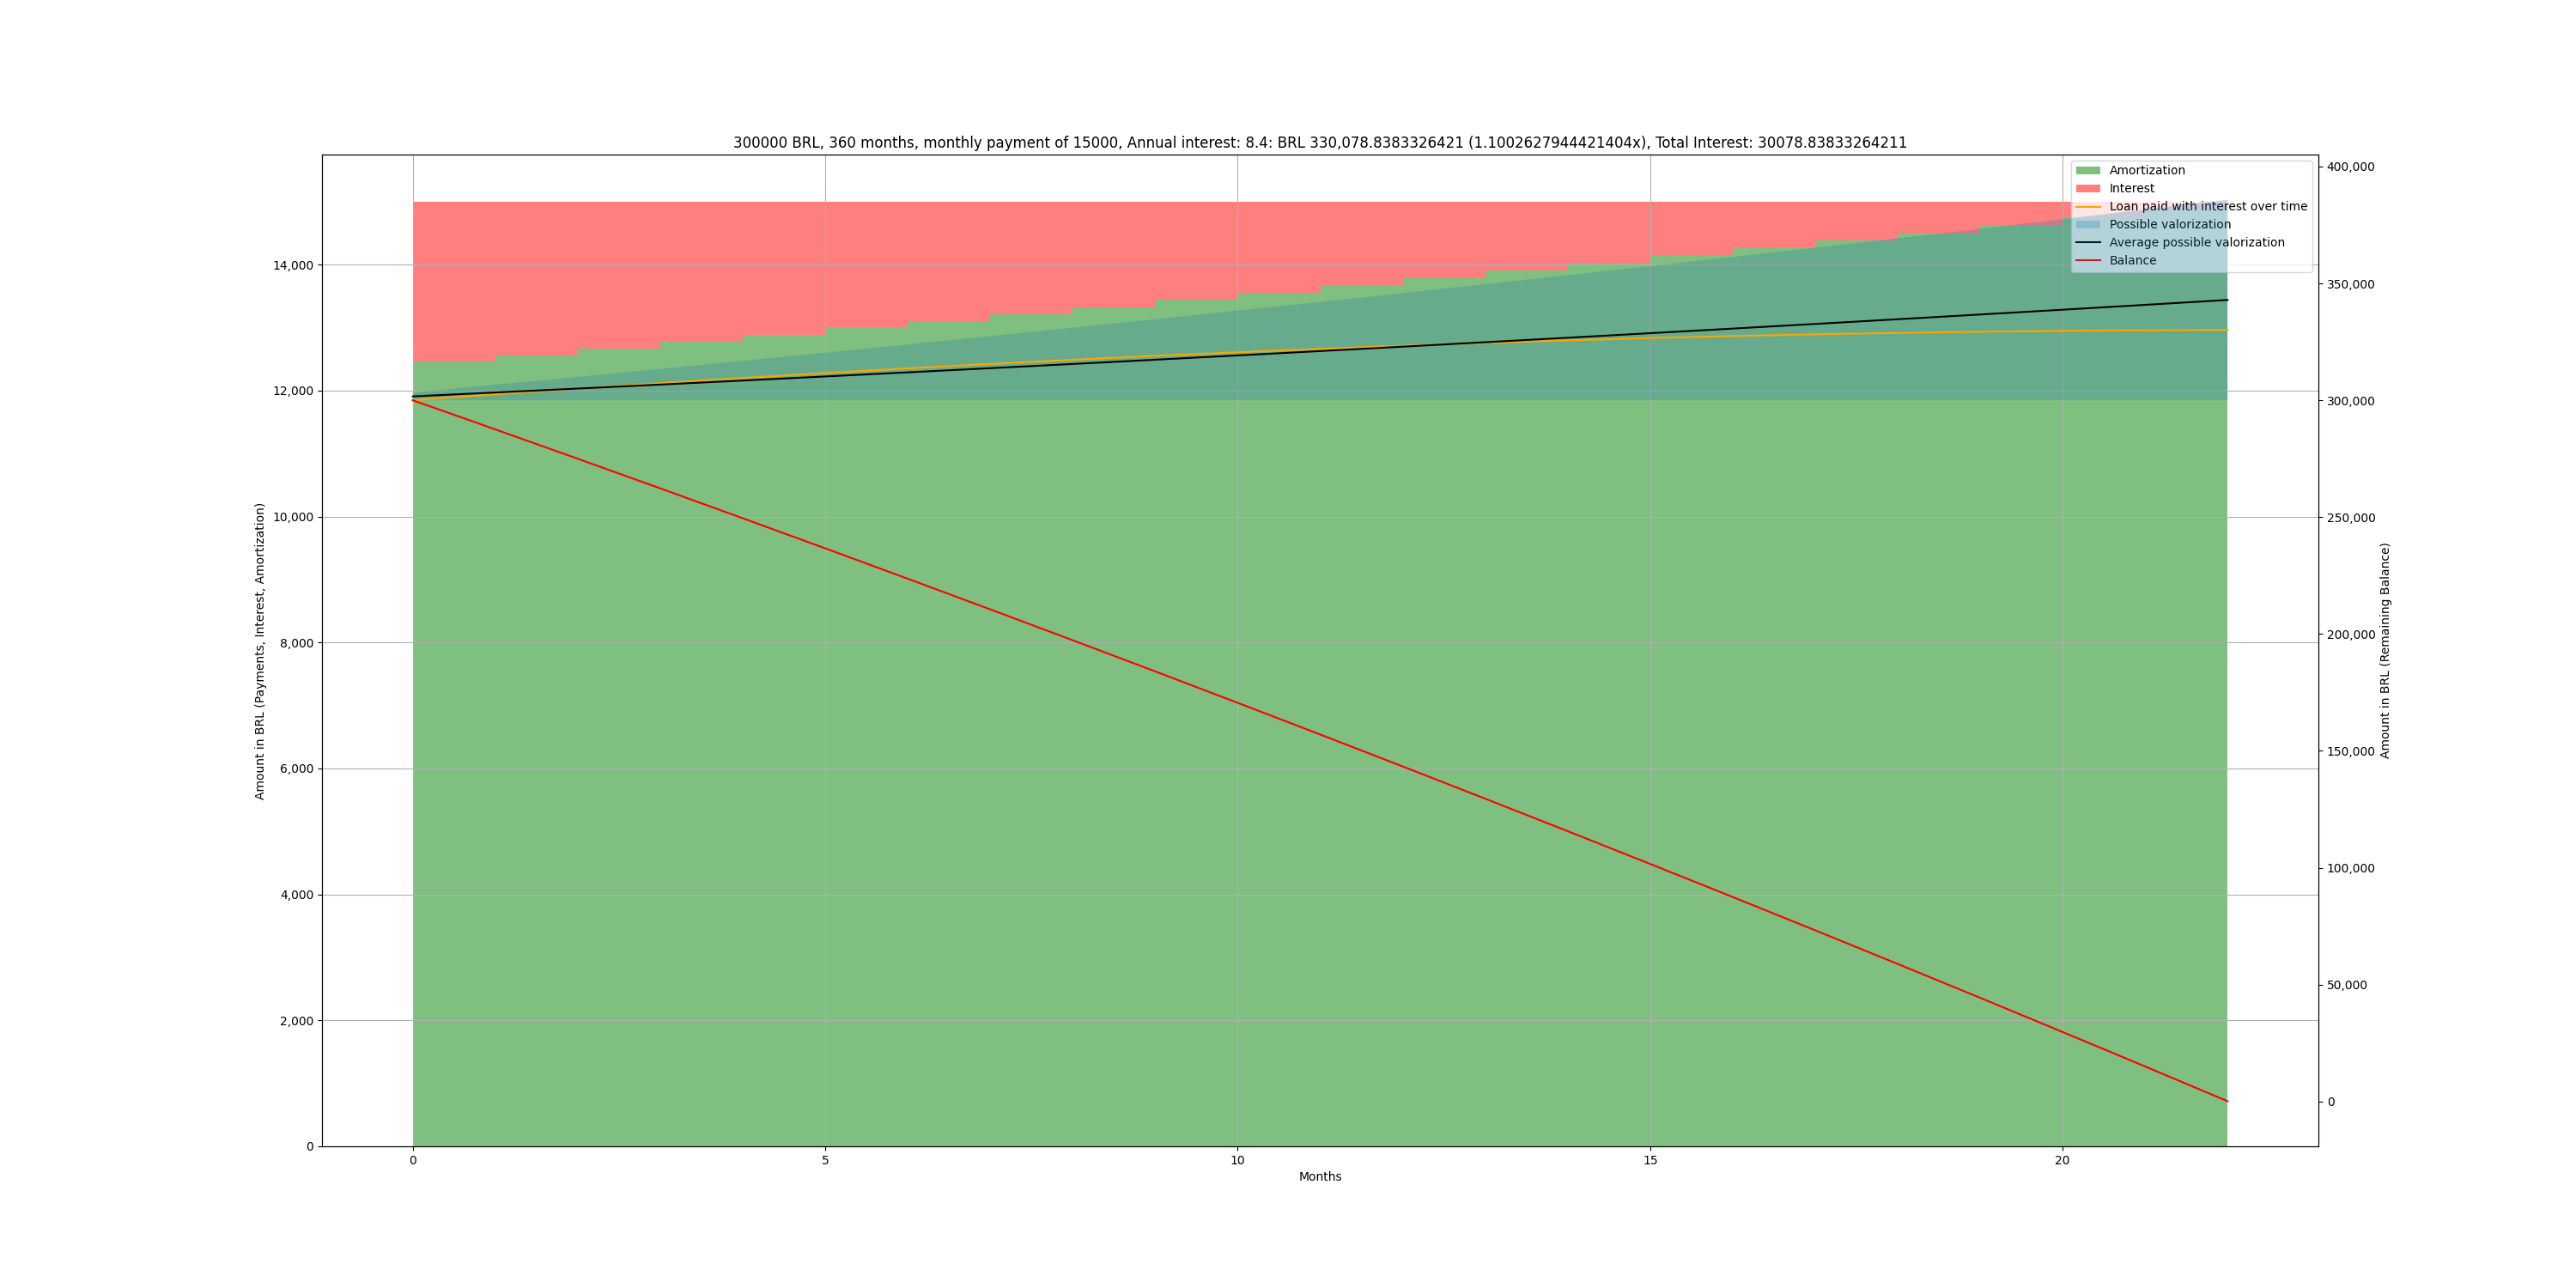 300000 BRL, 360 months, monthly payment of 15000, Annual interest: 8.4: BRL 330,078.8383326421 (1.1002627944421404x), Total Interest: 30078.83833264211
Amortization
Interest
Loan paid with interest over time
Possible valorization
Average possible valorization
Balance
Amount in BRL (Payments, Interest, Amortization)
14,000
12,000
10,000
8,000
6,000
4,000
2,000
0
400,000
350,000
300,000
250,000
200,000
150,000
100,000
50,000
0
Amount in BRL (Remaining Balance)
0 5 10 15 20
Months